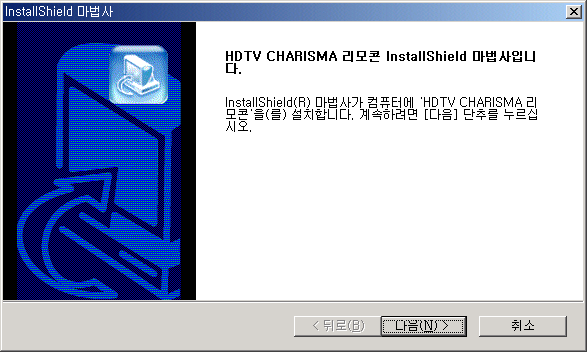 InstallShield 마법사
HDTV CHARISMA 리모콘 InstallShield 마법사입니
다.
InstallShield(R) 마법사가 컴퓨터에 'HDTV CHARISMA 리
모콘'을(를) 설치합니다. 계속하려면 [다음] 단추를 누르십
시오.
< 뒤로(B) 다음(N) > 취소